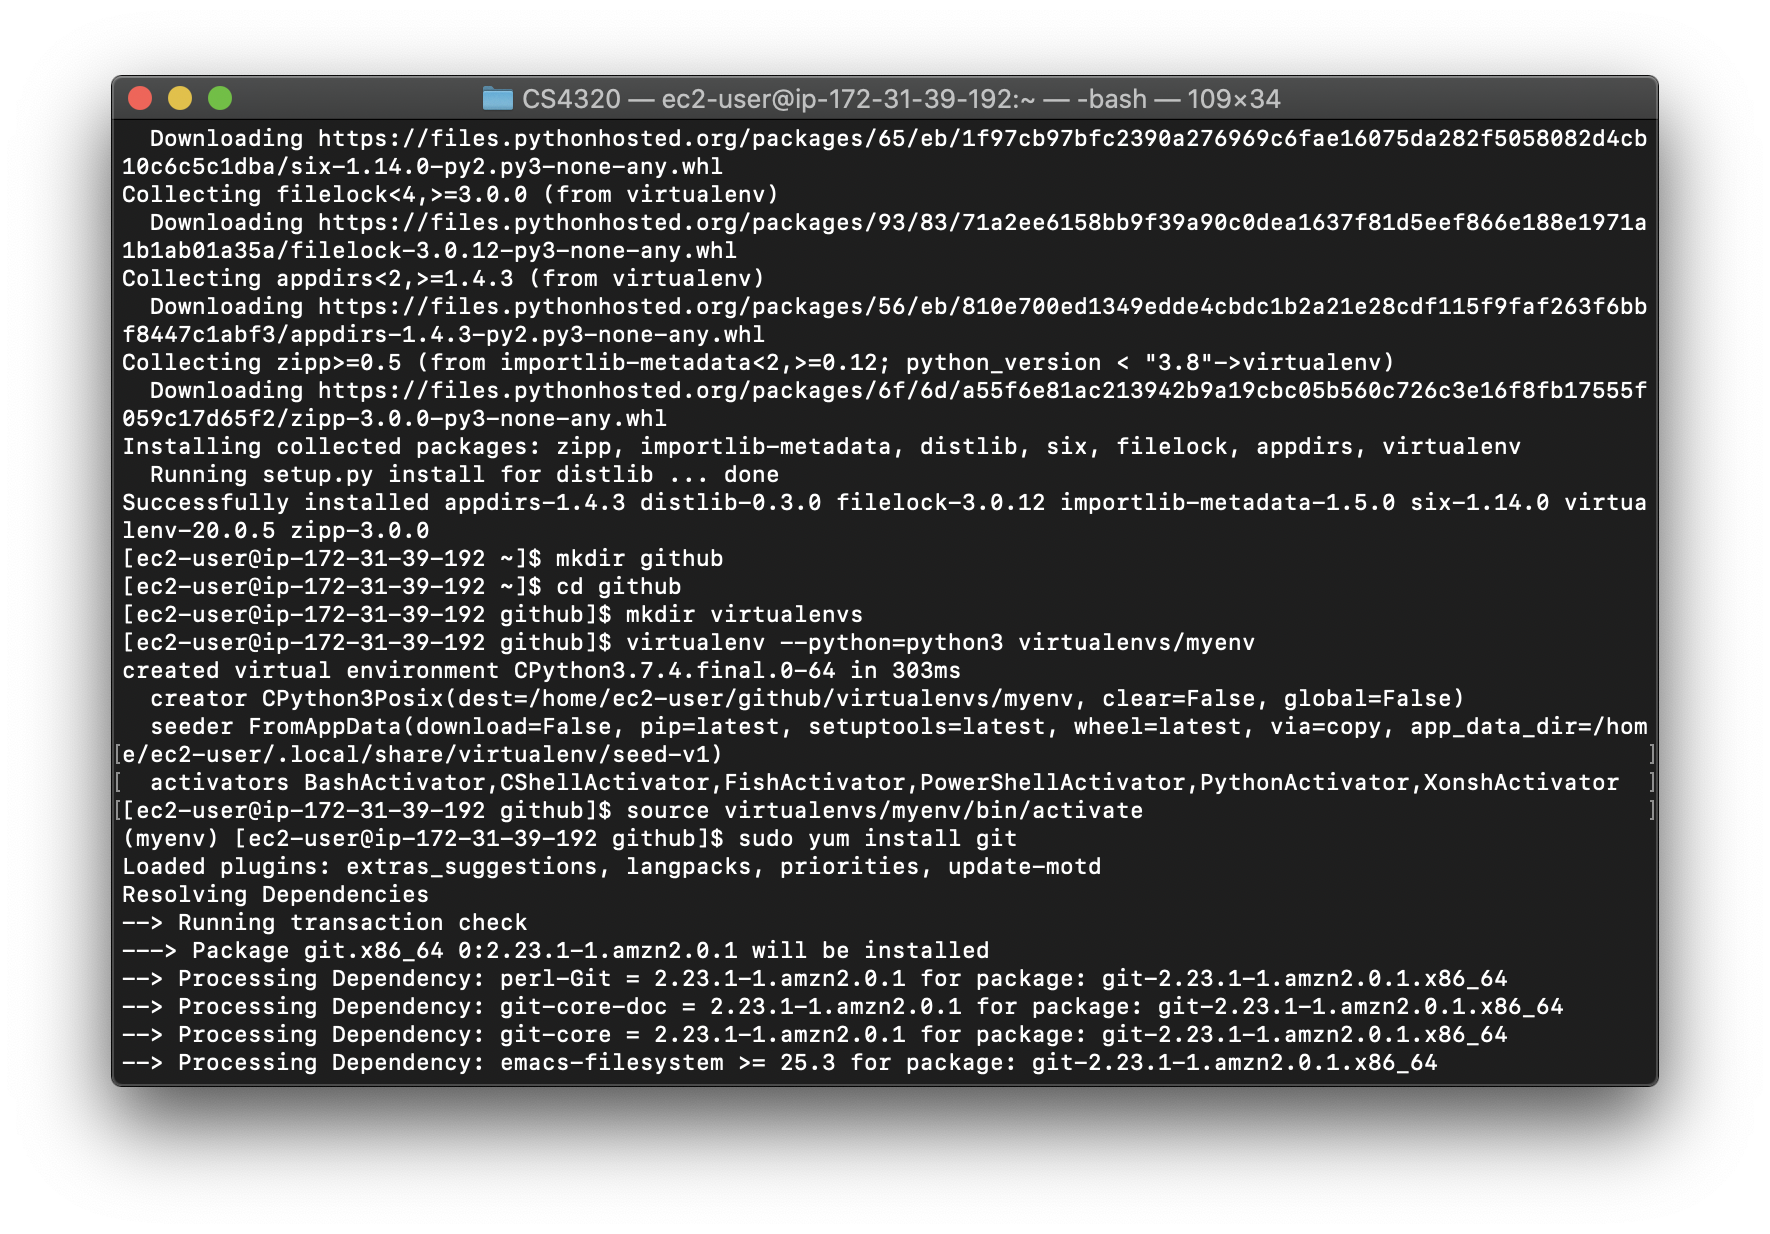 CS4320 — ec2-user@ip-172-31-39-192:~ — -bash — 109×34
  Downloading https://files.pythonhosted.org/packages/65/eb/1f97cb97bfc2390a276969c6fae16075da282f5058082d4cb
10c6c5c1dba/six-1.14.0-py2.py3-none-any.whl
Collecting filelock<4,>=3.0.0 (from virtualenv)
  Downloading https://files.pythonhosted.org/packages/93/83/71a2ee6158bb9f39a90c0dea1637f81d5eef866e188e1971a
1b1ab01a35a/filelock-3.0.12-py3-none-any.whl
Collecting appdirs<2,>=1.4.3 (from virtualenv)
  Downloading https://files.pythonhosted.org/packages/56/eb/810e700ed1349edde4cbdc1b2a21e28cdf115f9faf263f6bb
f8447c1abf3/appdirs-1.4.3-py2.py3-none-any.whl
Collecting zipp>=0.5 (from importlib-metadata<2,>=0.12; python_version < "3.8"->virtualenv)
  Downloading https://files.pythonhosted.org/packages/6f/6d/a55f6e81ac213942b9a19cbc05b560c726c3e16f8fb17555f
059c17d65f2/zipp-3.0.0-py3-none-any.whl
Installing collected packages: zipp, importlib-metadata, distlib, six, filelock, appdirs, virtualenv
  Running setup.py install for distlib ... done
Successfully installed appdirs-1.4.3 distlib-0.3.0 filelock-3.0.12 importlib-metadata-1.5.0 six-1.14.0 virtua
lenv-20.0.5 zipp-3.0.0
[ec2-user@ip-172-31-39-192 ~]$ mkdir github
[ec2-user@ip-172-31-39-192 ~]$ cd github
[ec2-user@ip-172-31-39-192 github]$ mkdir virtualenvs
[ec2-user@ip-172-31-39-192 github]$ virtualenv --python=python3 virtualenvs/myenv
created virtual environment CPython3.7.4.final.0-64 in 303ms
  creator CPython3Posix(dest=/home/ec2-user/github/virtualenvs/myenv, clear=False, global=False)
  seeder FromAppData(download=False, pip=latest, setuptools=latest, wheel=latest, via=copy, app_data_dir=/hom
[e/ec2-user/.local/share/virtualenv/seed-v1) ]
[  activators BashActivator,CShellActivator,FishActivator,PowerShellActivator,PythonActivator,XonshActivator ]
[[ec2-user@ip-172-31-39-192 github]$ source virtualenvs/myenv/bin/activate ]
(myenv) [ec2-user@ip-172-31-39-192 github]$ sudo yum install git
Loaded plugins: extras_suggestions, langpacks, priorities, update-motd
Resolving Dependencies
--> Running transaction check
---> Package git.x86_64 0:2.23.1-1.amzn2.0.1 will be installed
--> Processing Dependency: perl-Git = 2.23.1-1.amzn2.0.1 for package: git-2.23.1-1.amzn2.0.1.x86_64
--> Processing Dependency: git-core-doc = 2.23.1-1.amzn2.0.1 for package: git-2.23.1-1.amzn2.0.1.x86_64
--> Processing Dependency: git-core = 2.23.1-1.amzn2.0.1 for package: git-2.23.1-1.amzn2.0.1.x86_64
--> Processing Dependency: emacs-filesystem >= 25.3 for package: git-2.23.1-1.amzn2.0.1.x86_64